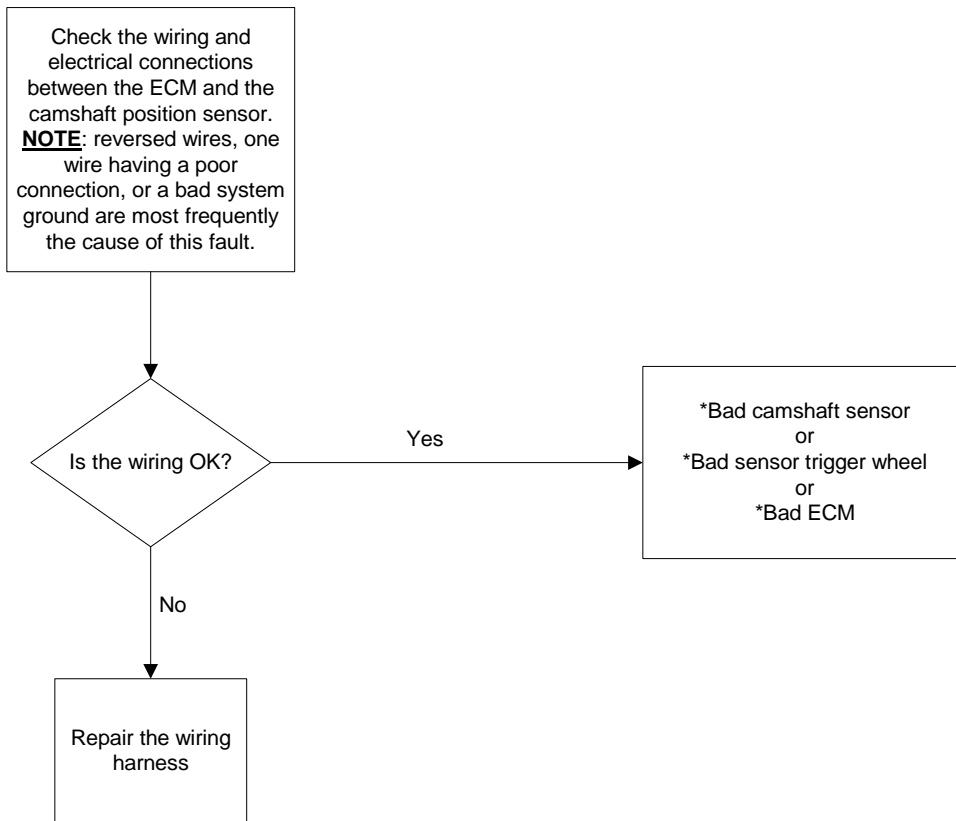 Check the wiring and
electrical connections
between the ECM and the
camshaft position sensor.
NOTE: reversed wires, one
wire having a poor
connection, or a bad system
ground are most frequently
the cause of this fault.
Is the wiring OK?
Yes
*Bad camshaft sensor
or
*Bad sensor trigger wheel
or
*Bad ECM
No
Repair the wiring
harness